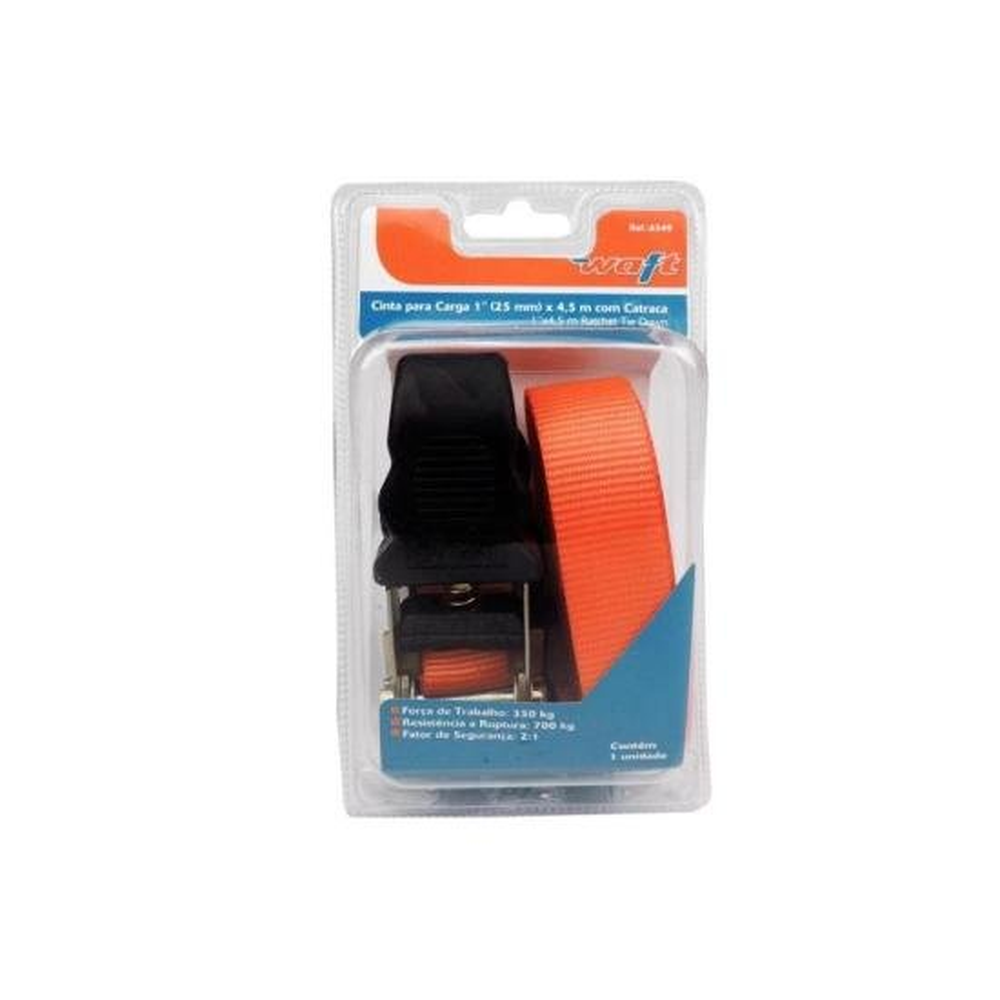 Ref.:6549
waft
Cinta para Carga 1" (25 mm) x 4,5 m com Catraca
1"x4,5 m Ratchet Tie Down
Força de Trabalho: 350 kg
Resistência a Ruptura: 700 kg
Fator de Segurança: 2:1
Contém
1 unidade